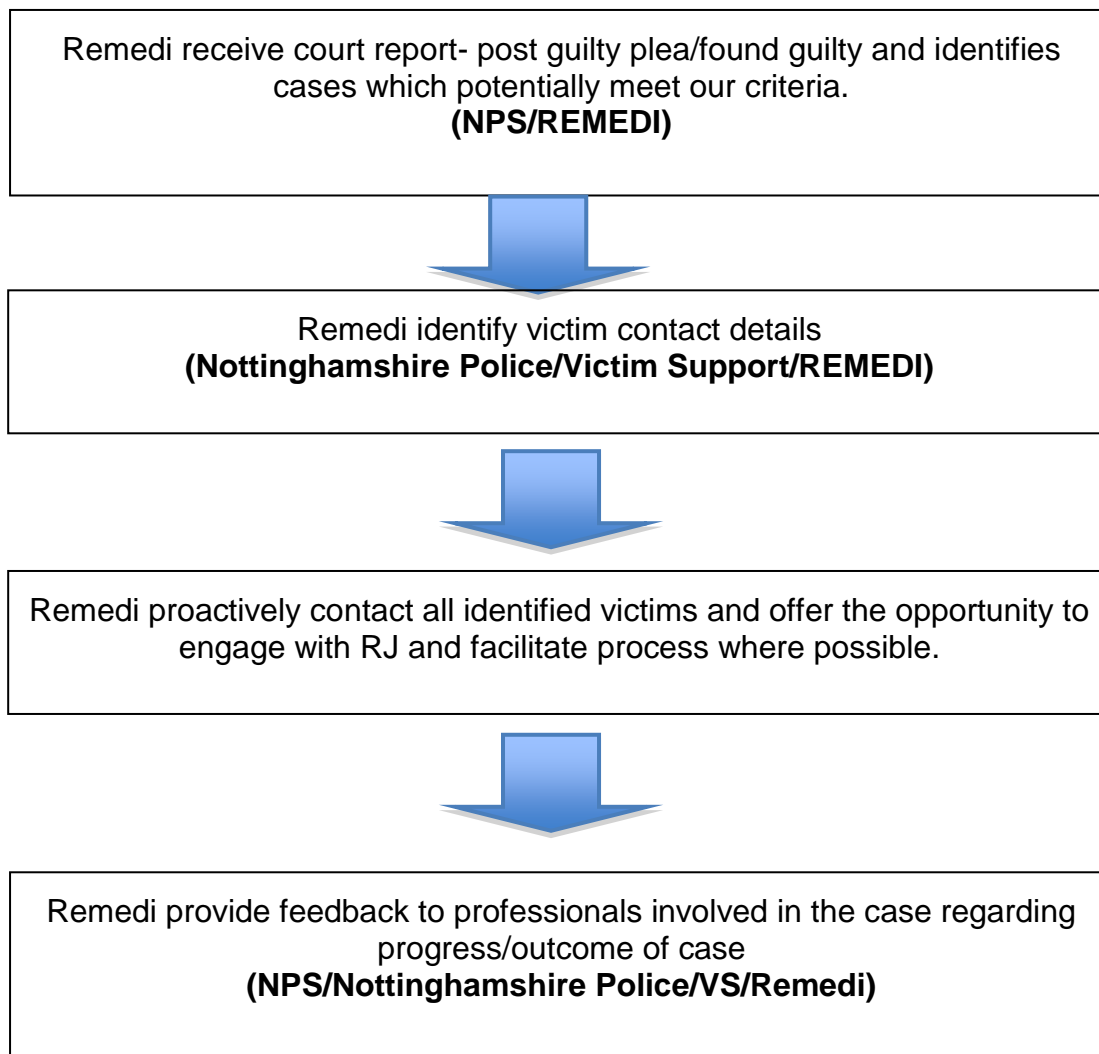 Remedi receive court report- post guilty plea/found guilty and identifies
cases which potentially meet our criteria.
(NPS/REMEDI)
Remedi identify victim contact details
(Nottinghamshire Police/Victim Support/REMEDI)
Remedi proactively contact all identified victims and offer the opportunity to
engage with RJ and facilitate process where possible.
Remedi provide feedback to professionals involved in the case regarding
progress/outcome of case
(NPS/Nottinghamshire Police/VS/Remedi)